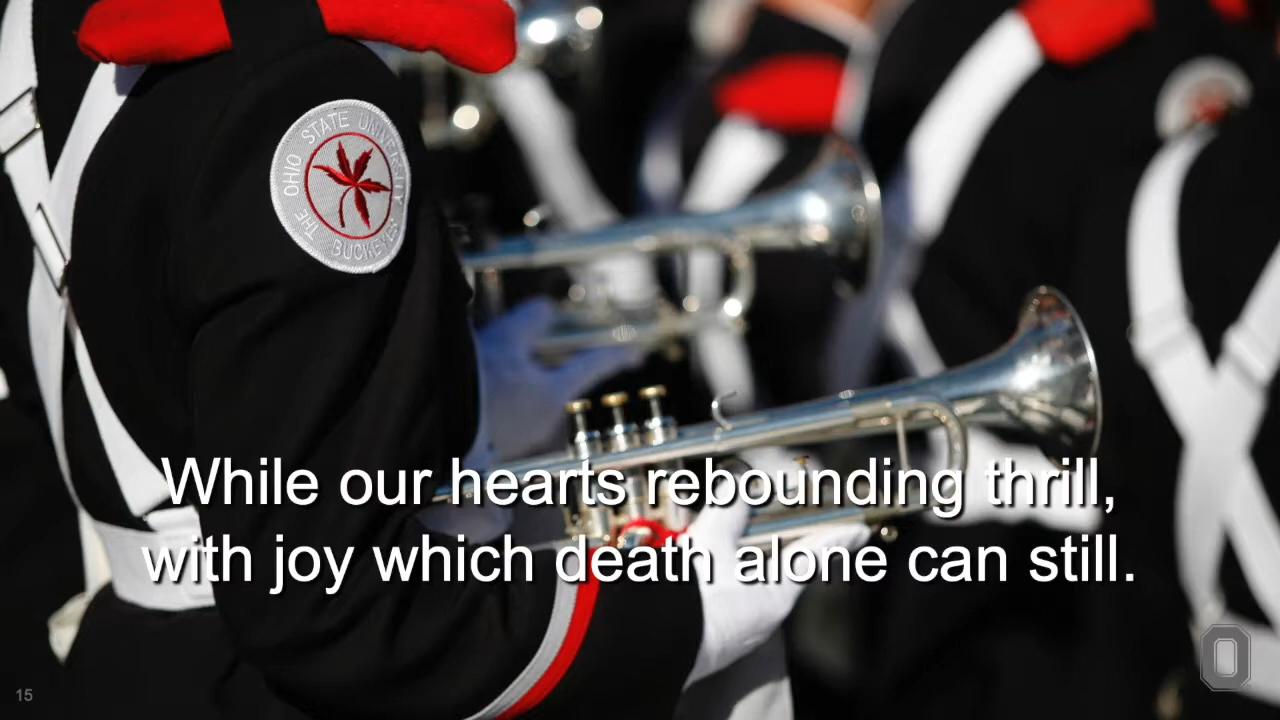 THE OHIO STATE UNIVERSITY
BUCKEYES
While our hearts rebounding thrill,
with joy which death alone can still.
15
O